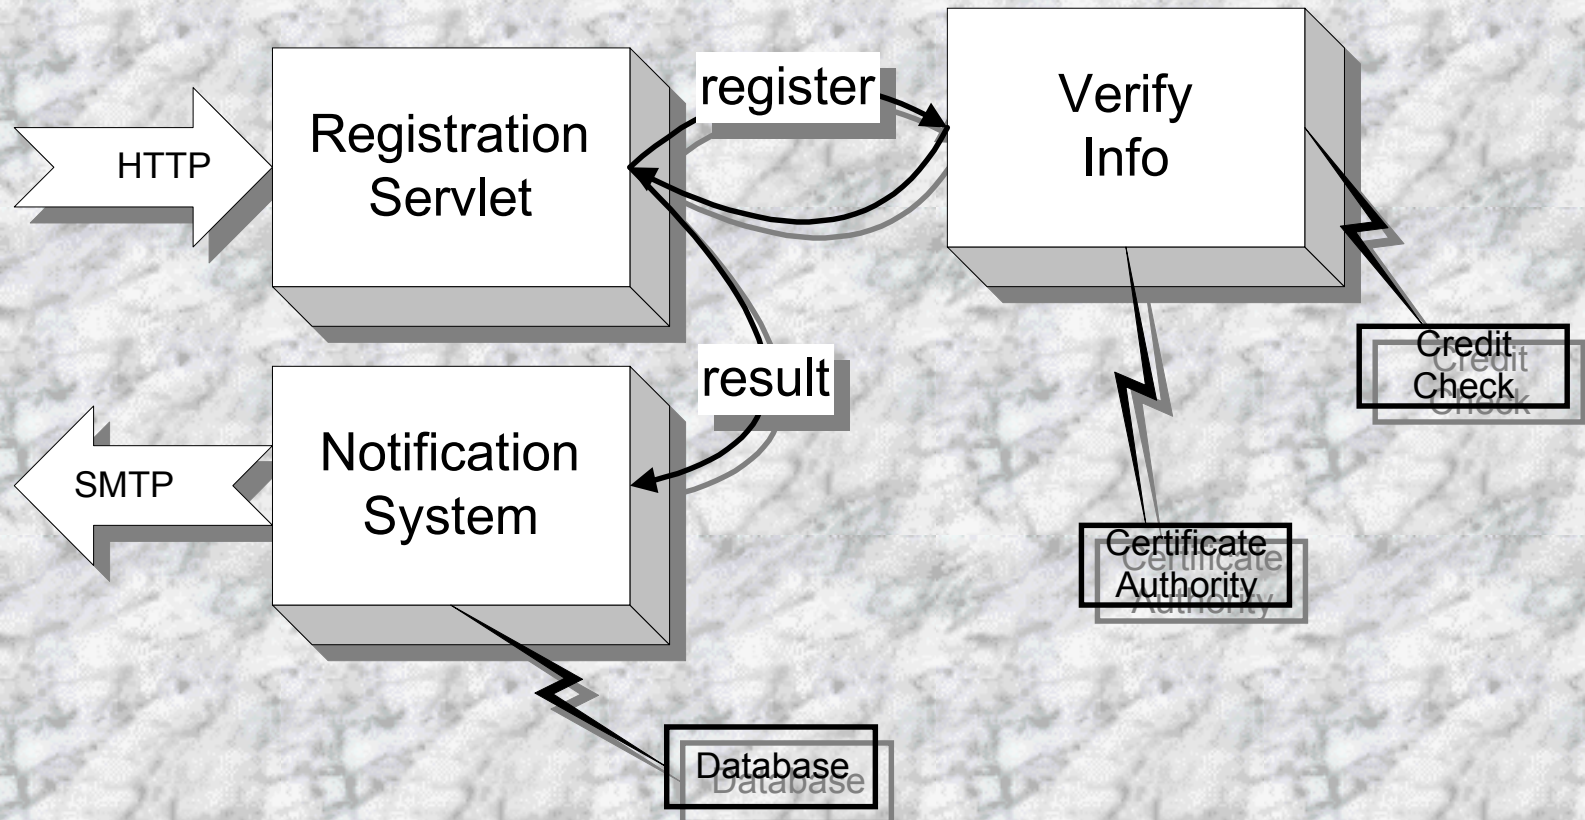 HTTP
Registration
Servlet
register
Verify
Info
result
Credit
Check
SMTP
Notification
System
Certificate
Authority
Database